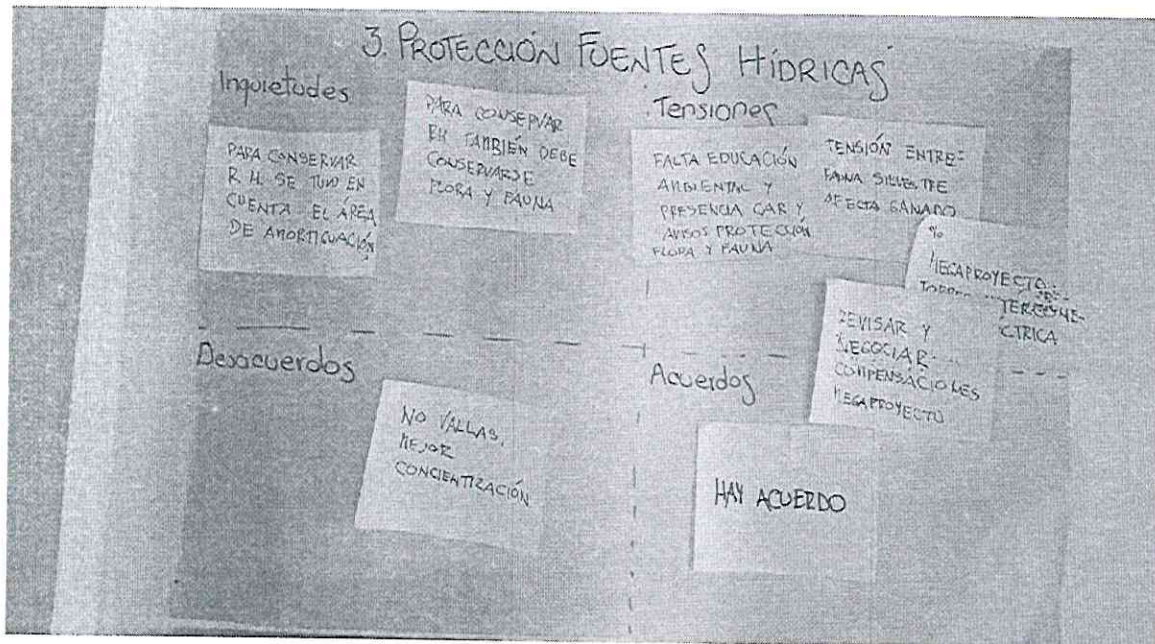 3. PROTECCIÓN FUENTES HÍDRICAS
Inquietudes
PARA CONSERVAR
R.H. SE TUVO EN
CUENTA EL ÁREA
DE AMORTIGUACIÓN
PARA CONSERVAR
RH TAMBIÉN DEBE
CONSERVARSE
FLORA Y FAUNA
Tensiones
FALTA EDUCACIÓN
AMBIENTAL Y
PRESENCIA CAR Y
AVISOS PROTECCIÓN
FLORA Y FAUNA
TENSIÓN ENTRE
FAUNA SILVESTRE
AFECTA GANADO
%
MEGAPROYECTO
CTRICA
REVISAR Y
NEGOCIAR
COMPENSACIONES
MEGAPROYECTO
Desacuerdos
NO VALLAS,
MEJOR
CONCIENTIZACIÓN
Acuerdos
HAY ACUERDO